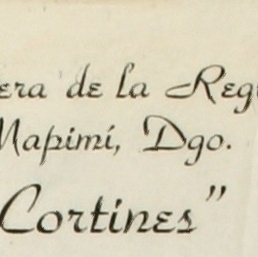 era de la Reg
Mapimí, Dgo.
Cortines"